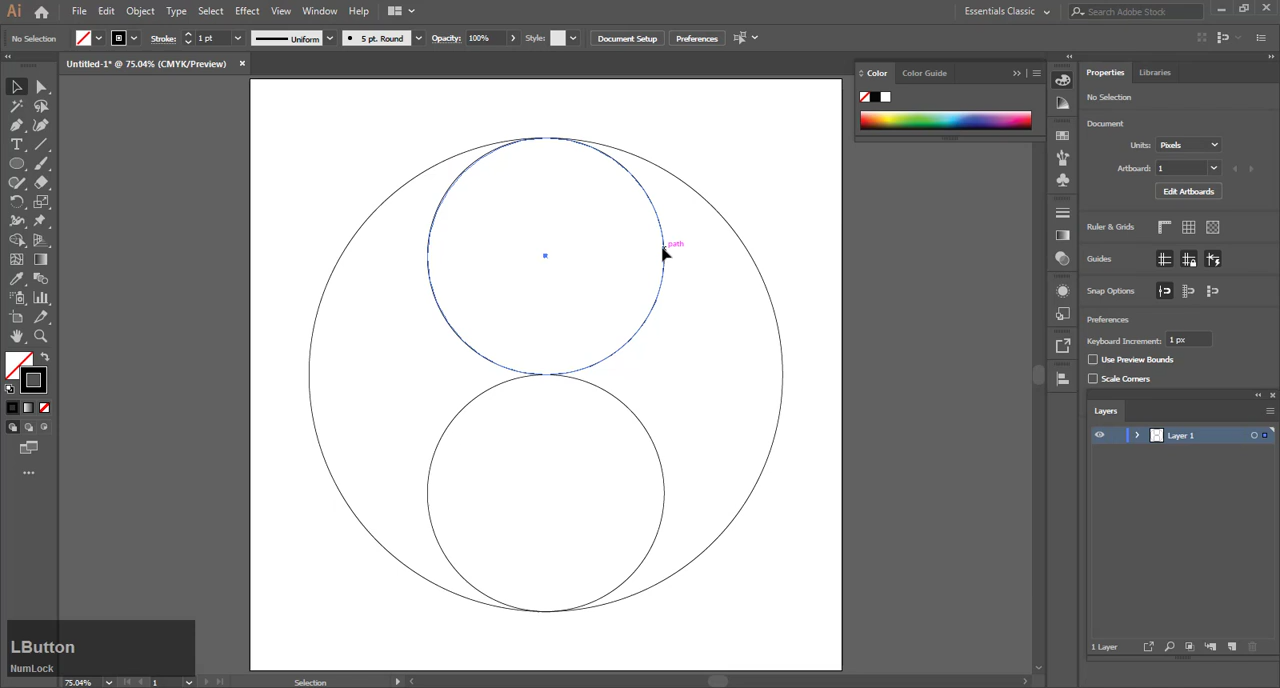 Ai File Edit Object Type Select Effect View Window Help Essentials Classic Search Adobe Stock
No Selection Stroke: 1 pt Uniform 5 pt. Round Opacity: 100% Style: Document Setup Preferences
Untitled-1* @ 75.04% (CMYK/Preview)
Color Color Guide
Properties Libraries
No Selection
Document
Units: Pixels
Artboard: 1
Edit Artboards
Ruler & Grids
path
Guides
Snap Options
Preferences
Keyboard Increment: 1 px
Use Preview Bounds
Scale Corners
Layers
Layer 1
LButton
NumLock
1 Layer
75.04% 1 Selection